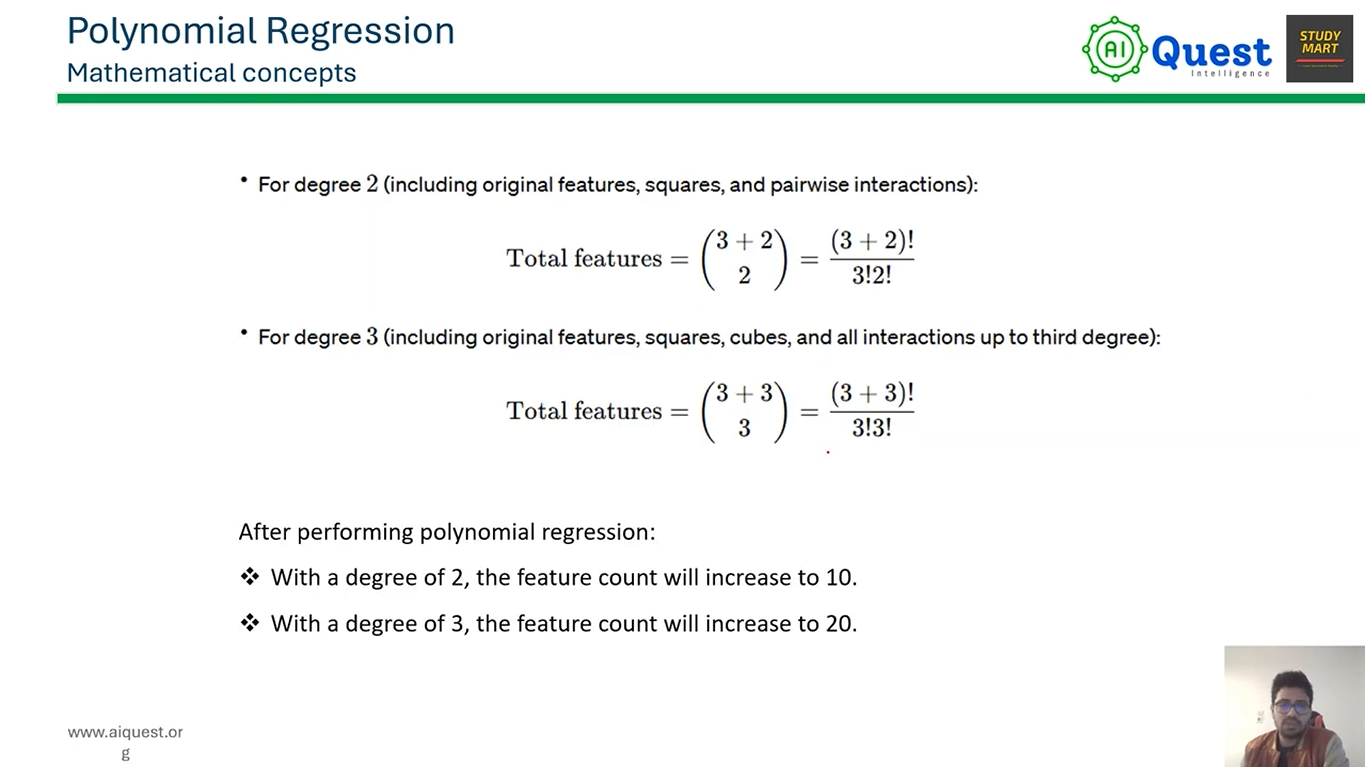 Polynomial Regression
Mathematical concepts
AI Quest
Intelligence
STUDY
MART
• For degree 2 (including original features, squares, and pairwise interactions):
Total features = (3 + 2 2) = (3 + 2)! / 3!2!
• For degree 3 (including original features, squares, cubes, and all interactions up to third degree):
Total features = (3 + 3 3) = (3 + 3)! / 3!3!
After performing polynomial regression:
❖ With a degree of 2, the feature count will increase to 10.
❖ With a degree of 3, the feature count will increase to 20.
www.aiquest.or
g